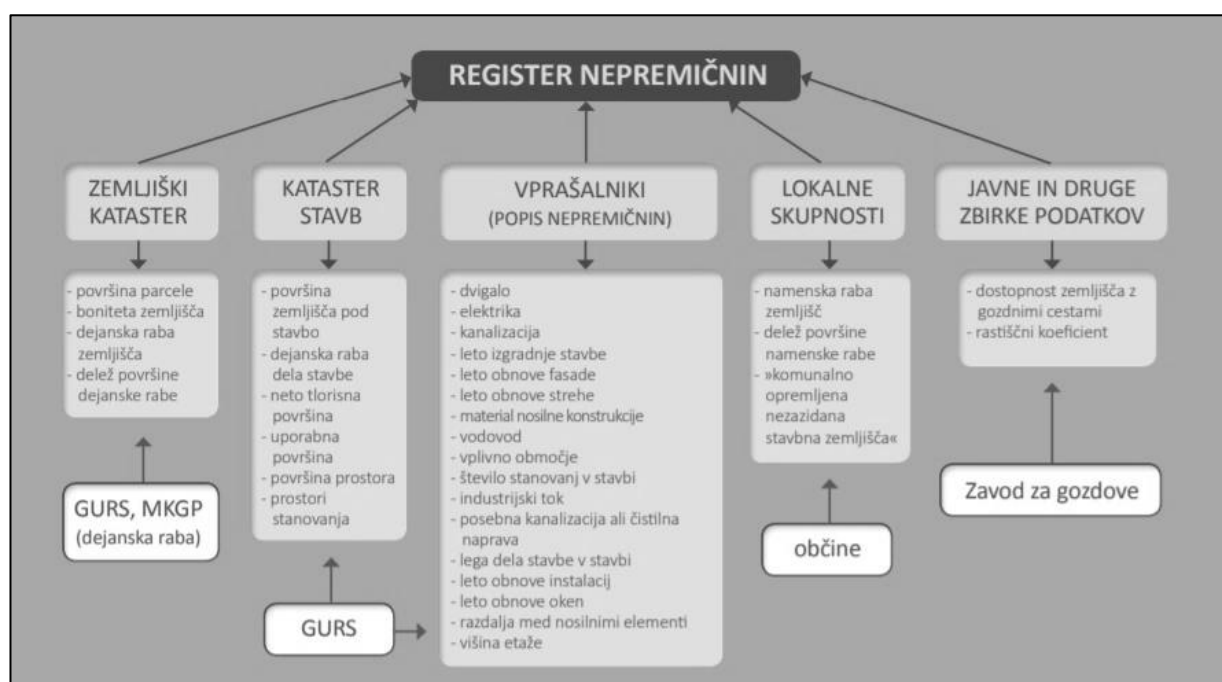 REGISTER NEPREMIČNIN
ZEMLJIŠKI
KATASTER
- površina parcele
- boniteta zemljišča
- dejanska raba
zemljišča
- delež površine
dejanske rabe
GURS, MKGP
(dejanska raba)
KATASTER
STAVB
- površina
zemljišča pod
stavbo
- dejanska raba
dela stavbe
- neto tlorisna
površina
- uporabna
površina
- površina prostora
- prostori
stanovanja
GURS
VPRAŠALNIKI
(POPIS NEPREMIČNIN)
- dvigalo
- elektrika
- kanalizacija
- leto izgradnje stavbe
- leto obnove fasade
- leto obnove strehe
- material nosilne konstrukcije
- vodovod
- vplivno območje
- število stanovanj v stavbi
- industrijski tok
- posebna kanalizacija ali čistilna
naprava
- lega dela stavbe v stavbi
- leto obnove instalacij
- leto obnove oken
- razdalja med nosilnimi elementi
- višina etaže
LOKALNE
SKUPNOSTI
- namenska raba
zemljišč
- delež površine
namenske rabe
- »komunalno
opremljena
nezazidana
stavbna zemljišča«
občine
JAVNE IN DRUGE
ZBIRKE PODATKOV
- dostopnost zemljišča z
gozdnimi cestami
- rastiščni koeficient
Zavod za gozdove